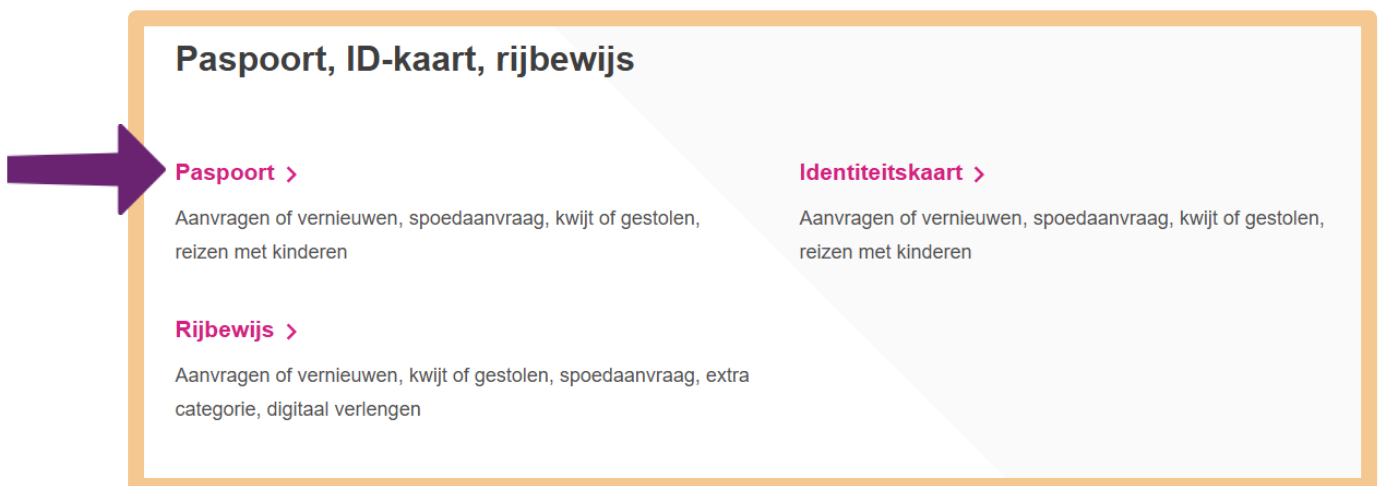 Paspoort, ID-kaart, rijbewijs
Paspoort >
Aanvragen of vernieuwen, spoedaanvraag, kwijt of gestolen,
reizen met kinderen
Identiteitskaart >
Aanvragen of vernieuwen, spoedaanvraag, kwijt of gestolen,
reizen met kinderen
Rijbewijs >
Aanvragen of vernieuwen, kwijt of gestolen, spoedaanvraag, extra
categorie, digitaal verlengen